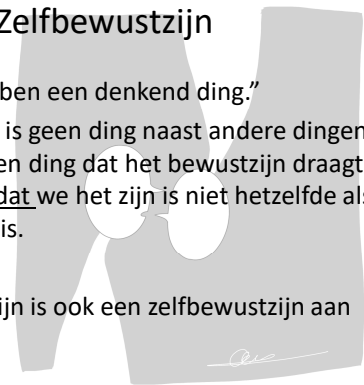 Zelfbewustzijn
ben een denkend ding.”
is geen ding naast andere dingen
en ding dat het bewustzijn draagt
dat we het zijn is niet hetzelfde als
is.
ijn is ook een zelfbewustzijn aan